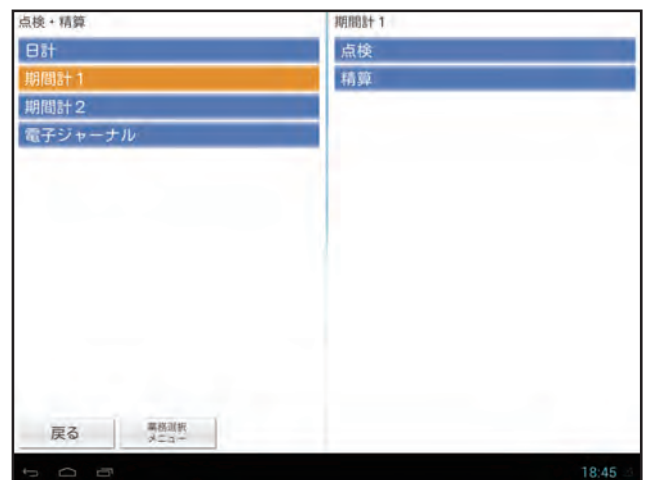 点検・精算
日計
期間計1
期間計2
電子ジャーナル
期間計1
点検
精算
戻る
業務選択
メニュー
18:45